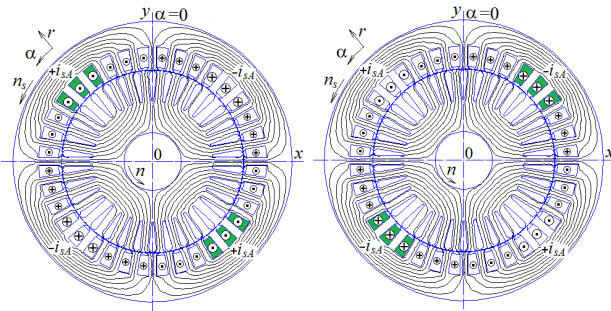 y α=0
r
α
n_s
+i_sA
-i_sA
0
x
n
-i_sA
+i_sA
y α=0
r
α
n_s
+i_sA
-i_sA
0
x
n
-i_sA
+i_sA